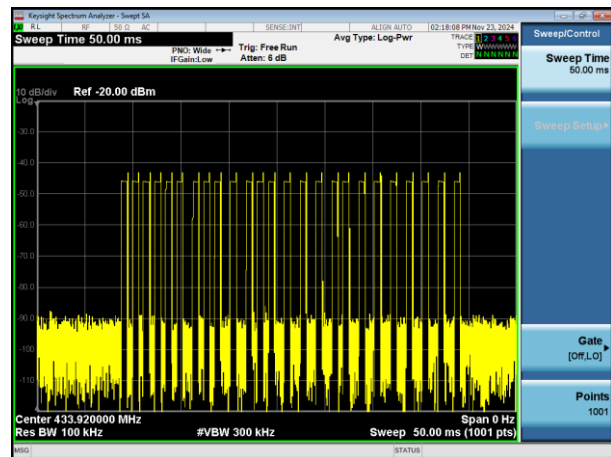 Keysight Spectrum Analyzer - Swept SA
RL RF 50 Ω AC SENSE:INT ALIGN AUTO 02:18:08 PM Nov 23, 2024
Sweep Time 50.00 ms
PNO: Wide
IFGain:Low
Trig: Free Run
Atten: 6 dB
Avg Type: Log-Pwr
TRACE 1 2 3 4 5 6
TYPE WWWWWW
DET N N N N N N
10 dB/div Ref -20.00 dBm
Log
-30.0
-40.0
-50.0
-60.0
-70.0
-80.0
-90.0
-100
-110
Center 433.920000 MHz Span 0 Hz
Res BW 100 kHz #VBW 300 kHz Sweep 50.00 ms (1001 pts)
MSG STATUS
Sweep/Control
Sweep Time
50.00 ms
Sweep Setup
Gate
[Off,LO]
Points
1001